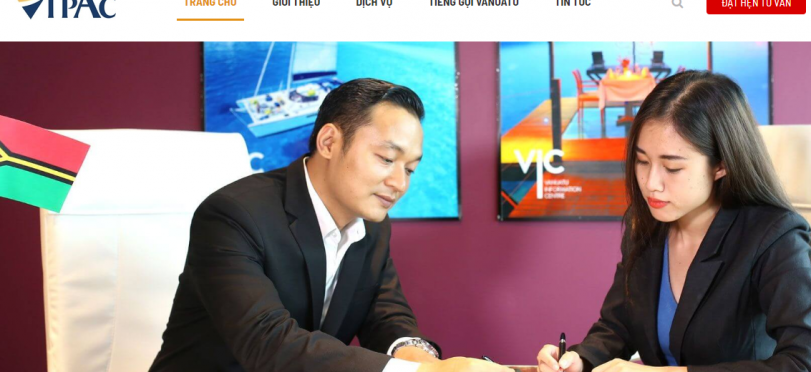 IPAC
TRANG CHỦ GIỚI THIỆU DỊCH VỤ TIẾNG GỌI VANUATU TIN TỨC ĐẶT HẸN TƯ VẤN
VIC
VIC
VANUATU
INFORMATION
CENTRE